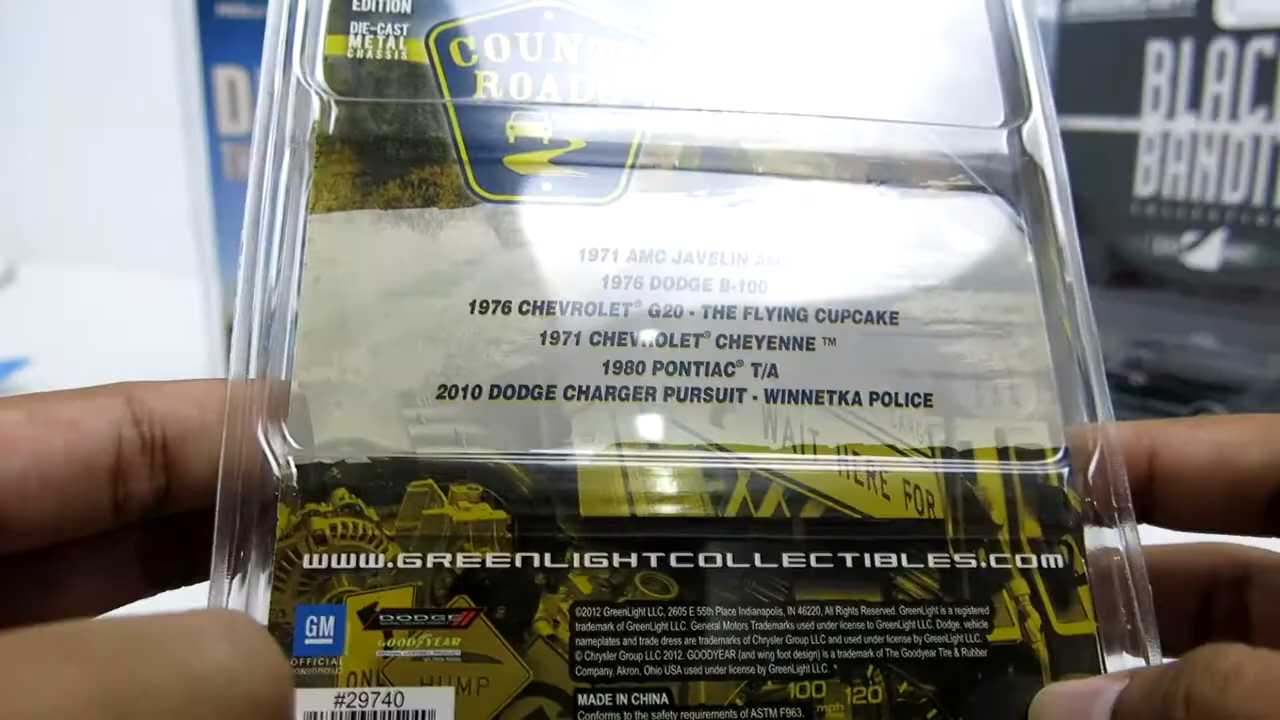 EDITION
DIE-CAST
METAL
CHASSIS
COUNT
ROADS
BLAC
BANDIT
1971 AMC JAVELIN AM
1976 DODGE B-100
1976 CHEVROLET® G20 - THE FLYING CUPCAKE
1971 CHEVROLET® CHEYENNE ™
1980 PONTIAC® T/A
2010 DODGE CHARGER PURSUIT - WINNETKA POLICE
WAIT HERE FOR
WWW.GREENLIGHTCOLLECTIBLES.COM
GM
OFFICIAL
DODGE
GOODYEAR
HUMP
©2012 GreenLight LLC. 2605 E 55th Place Indianapolis, IN 46220, All Rights Reserved. GreenLight is a registered
trademark of GreenLight LLC. General Motors Trademarks used under license to GreenLight LLC. Dodge, vehicle
nameplates and trade dress are trademarks of Chrysler Group LLC and used under license by GreenLight LLC.
© Chrysler Group LLC 2012. GOODYEAR (and wing foot design) is a trademark of The Goodyear Tire & Rubber
Company, Akron, Ohio USA used under license by GreenLight LLC.
#29740
MADE IN CHINA
Conforms to the safety requirements of ASTM F963.
100
mph
120